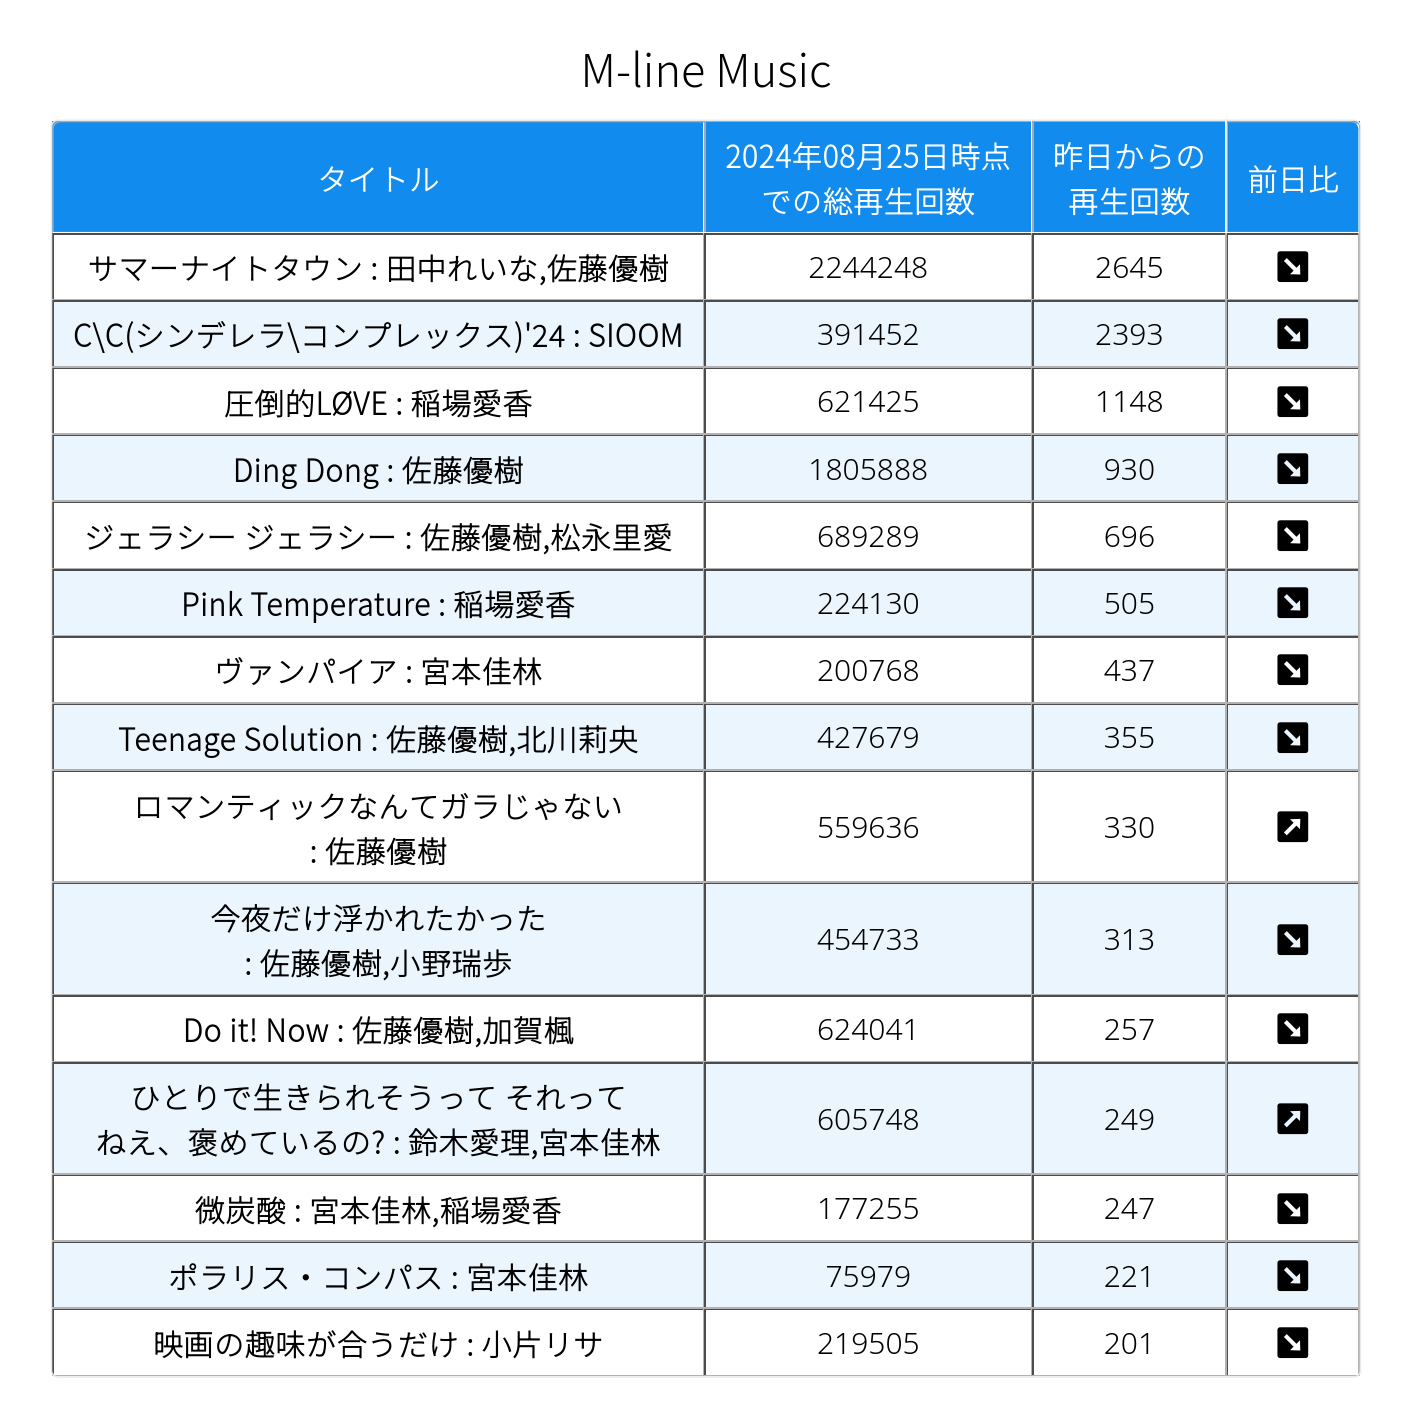 M-line Music
タイトル
2024年08月25日時点
での総再生回数
昨日からの
再生回数
前日比
サマーナイトタウン : 田中れいな,佐藤優樹 2244248 2645
C\C(シンデレラ\コンプレックス)'24 : SIOOM 391452 2393
圧倒的LØVE : 稲場愛香 621425 1148
Ding Dong : 佐藤優樹 1805888 930
ジェラシー ジェラシー : 佐藤優樹,松永里愛 689289 696
Pink Temperature : 稲場愛香 224130 505
ヴァンパイア : 宮本佳林 200768 437
Teenage Solution : 佐藤優樹,北川莉央 427679 355
ロマンティックなんてガラじゃない
: 佐藤優樹 559636 330
今夜だけ浮かれたかった
: 佐藤優樹,小野瑞歩 454733 313
Do it! Now : 佐藤優樹,加賀楓 624041 257
ひとりで生きられそうって それって
ねえ、褒めているの? : 鈴木愛理,宮本佳林 605748 249
微炭酸 : 宮本佳林,稲場愛香 177255 247
ポラリス・コンパス : 宮本佳林 75979 221
映画の趣味が合うだけ : 小片リサ 219505 201